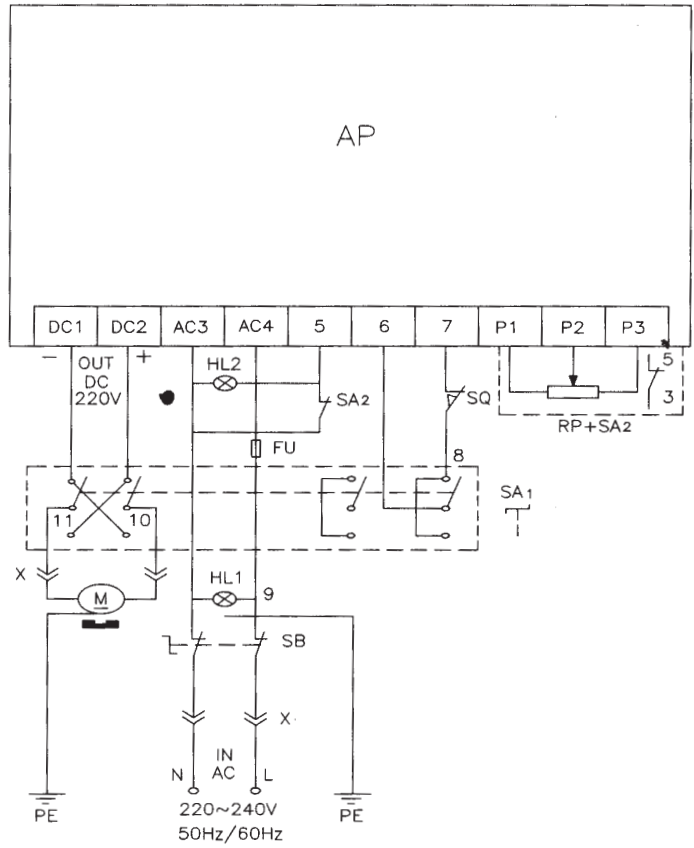 AP
DC1 DC2 AC3 AC4 5 6 7 P1 P2 P3
− OUT + DC 220V
HL2
SA2
SQ
5
3
RP+SA2
FU
8
11 10
SA1
X
M
HL1
9
SB
X
N IN AC L
220~240V
50Hz/60Hz
PE
PE